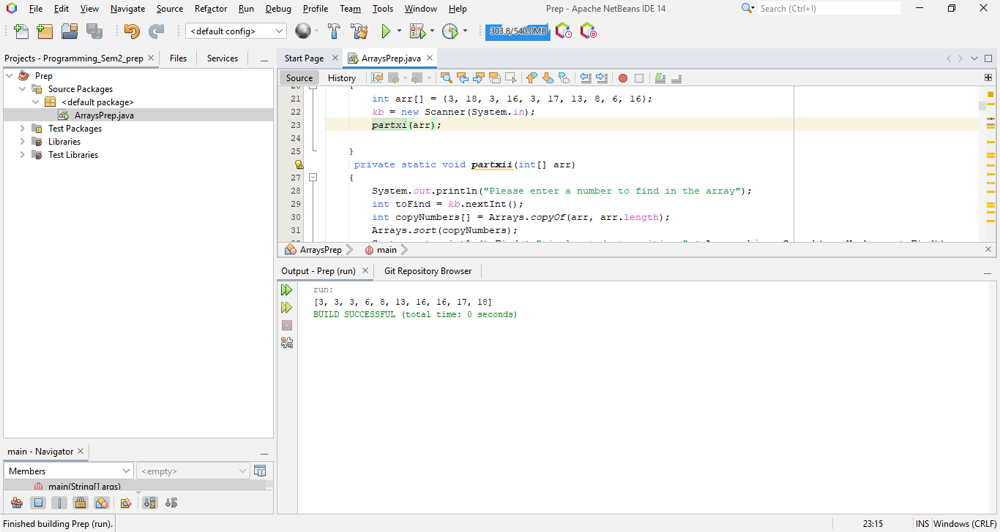 File Edit View Navigate Source Refactor Run Debug Profile Team Tools Window Help Prep - Apache NetBeans IDE 14 Search (Ctrl+I)
<default config> 303.8/540.0MB
Projects - Programming_Sem2_prep Files Services
Prep
Source Packages
<default package>
ArraysPrep.java
Test Packages
Libraries
Test Libraries
Start Page ArraysPrep.java
Source History
20 {
21 int arr[] = {3, 18, 3, 16, 3, 17, 13, 8, 6, 16};
22 kb = new Scanner(System.in);
23 partxi(arr);
24
25 }
private static void partxii(int[] arr)
27 {
28 System.out.println("Please enter a number to find in the array");
29 int toFind = kb.nextInt();
30 int copyNumbers[] = Arrays.copyOf(arr, arr.length);
31 Arrays.sort(copyNumbers);
ArraysPrep main
Output - Prep (run) Git Repository Browser
run:
[3, 3, 3, 6, 8, 13, 16, 16, 17, 18]
BUILD SUCCESSFUL (total time: 0 seconds)
main - Navigator
Members <empty>
main(String[] args)
Finished building Prep (run). 23:15 INS Windows (CRLF)